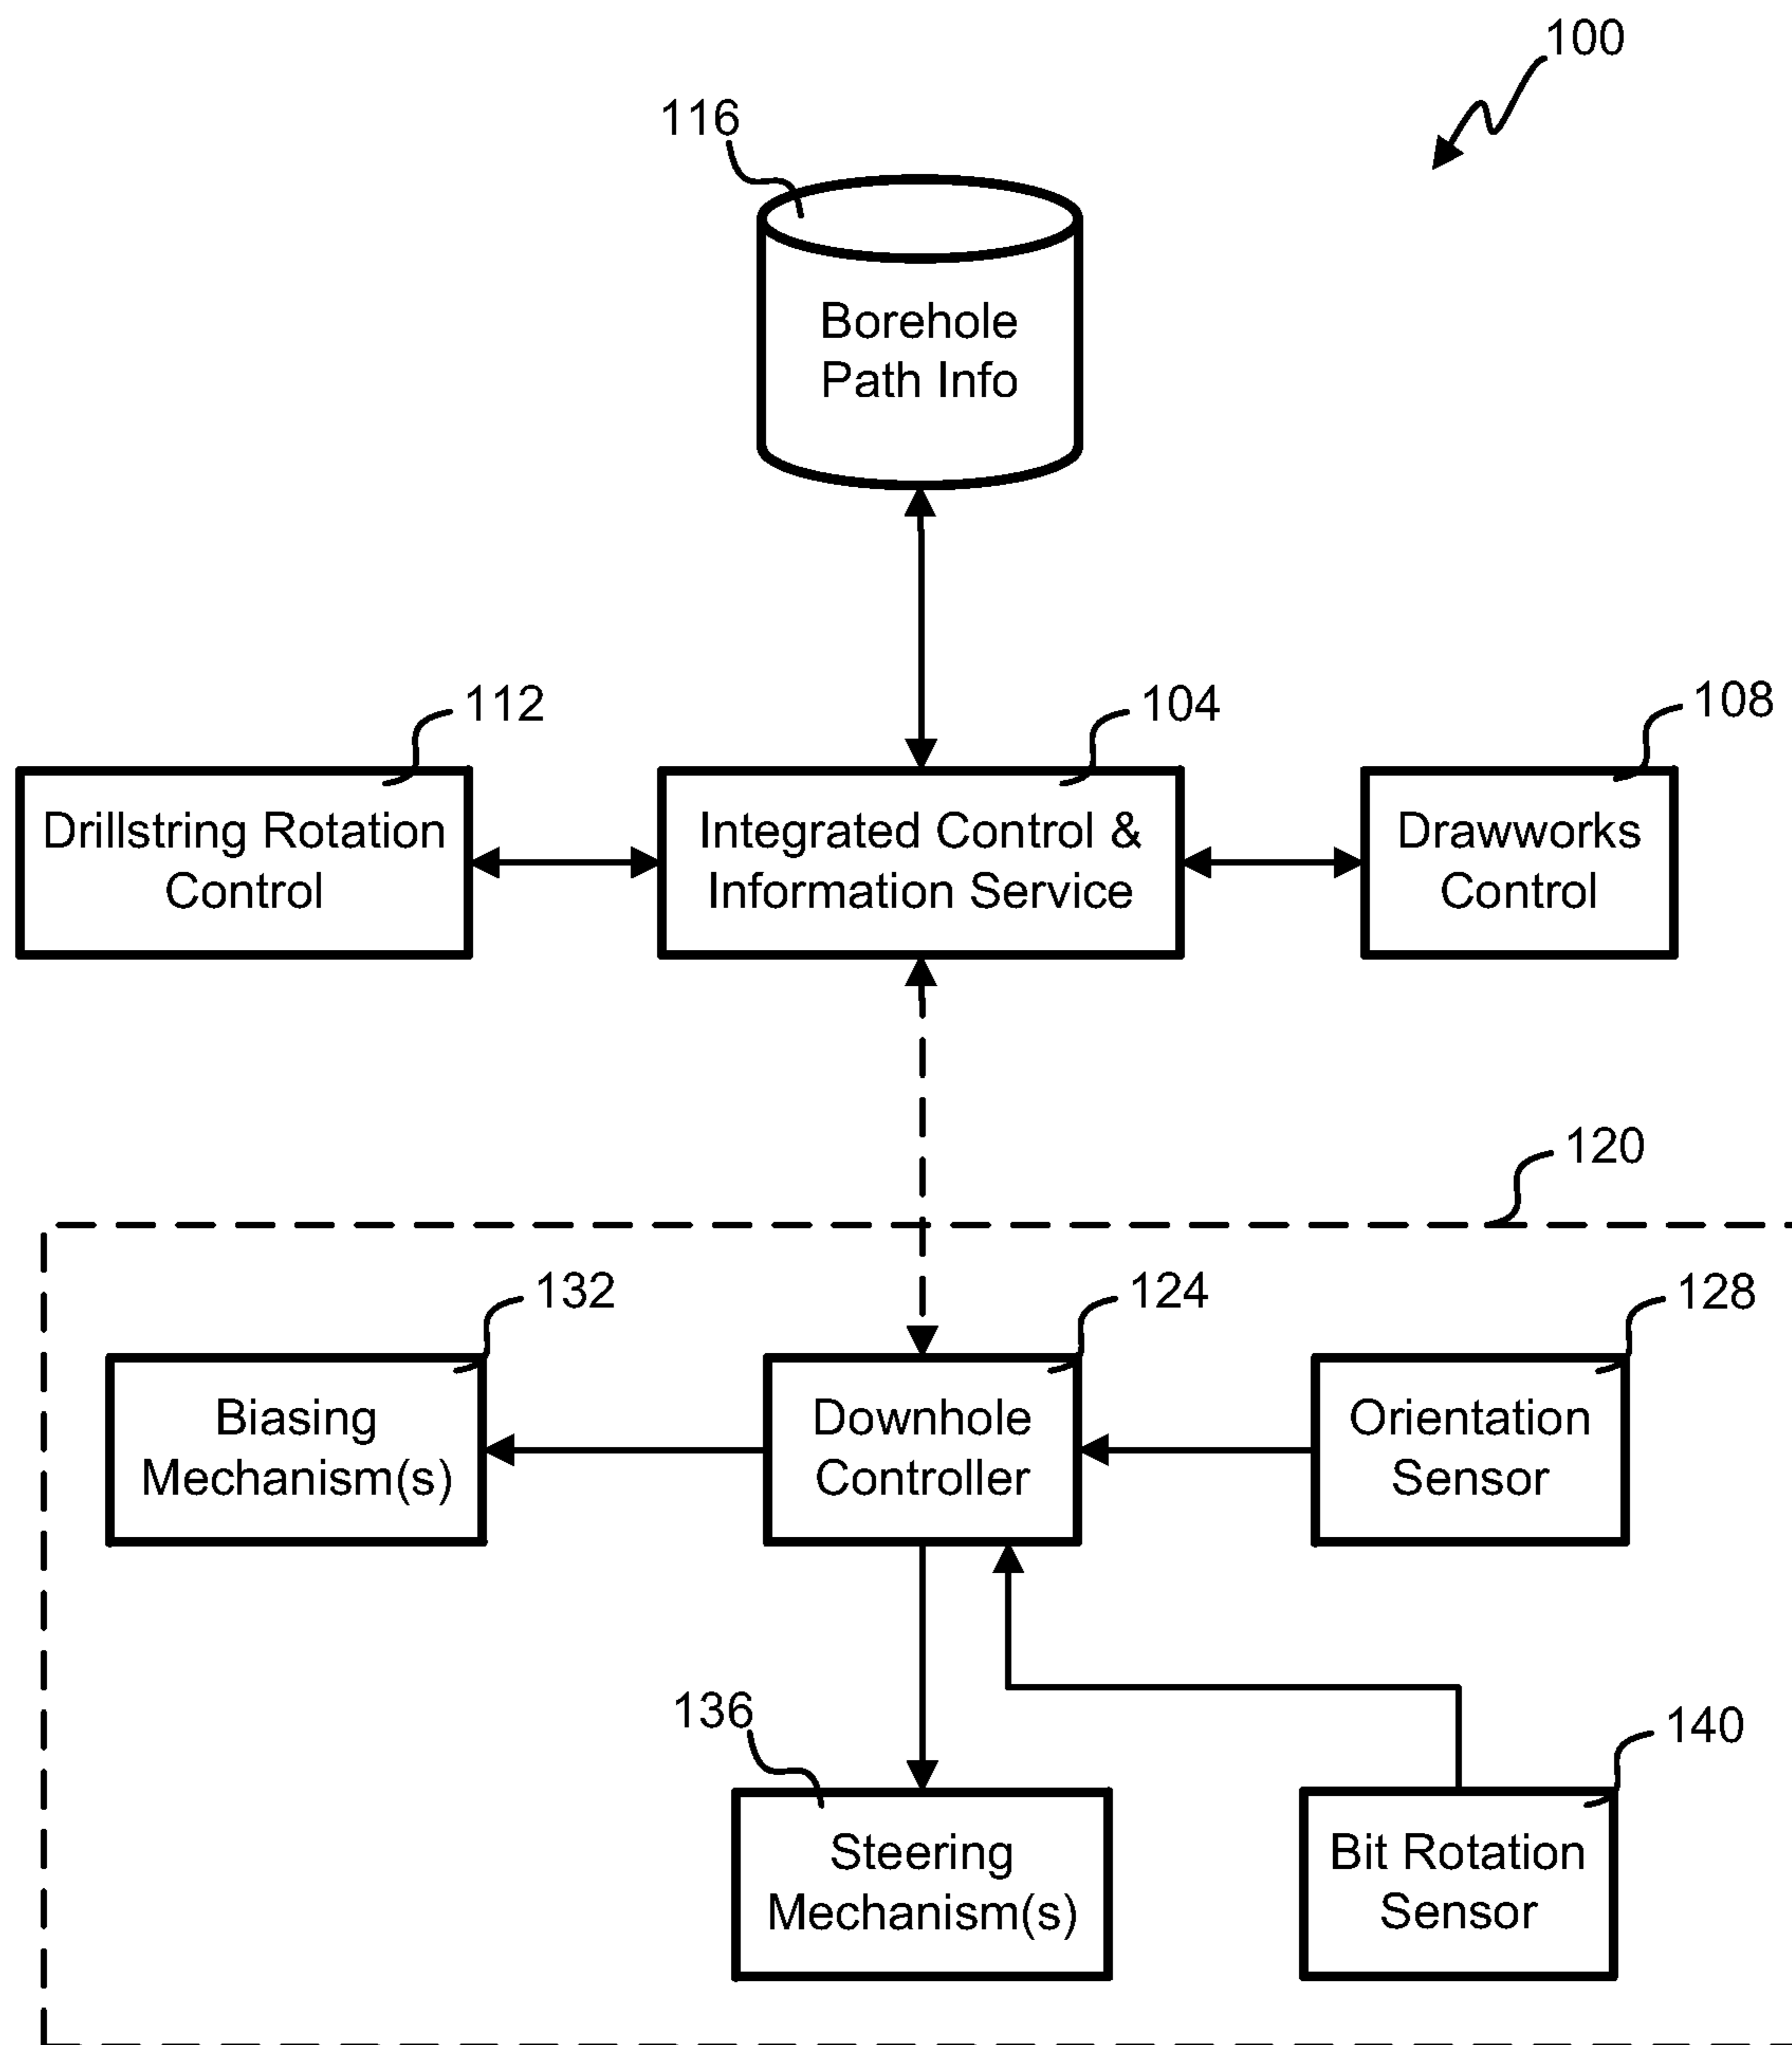 100
116
Borehole
Path Info
112
104
108
Drillstring Rotation
Control
Integrated Control &
Information Service
Drawworks
Control
120
132
124
128
Biasing
Mechanism(s)
Downhole
Controller
Orientation
Sensor
136
140
Steering
Mechanism(s)
Bit Rotation
Sensor